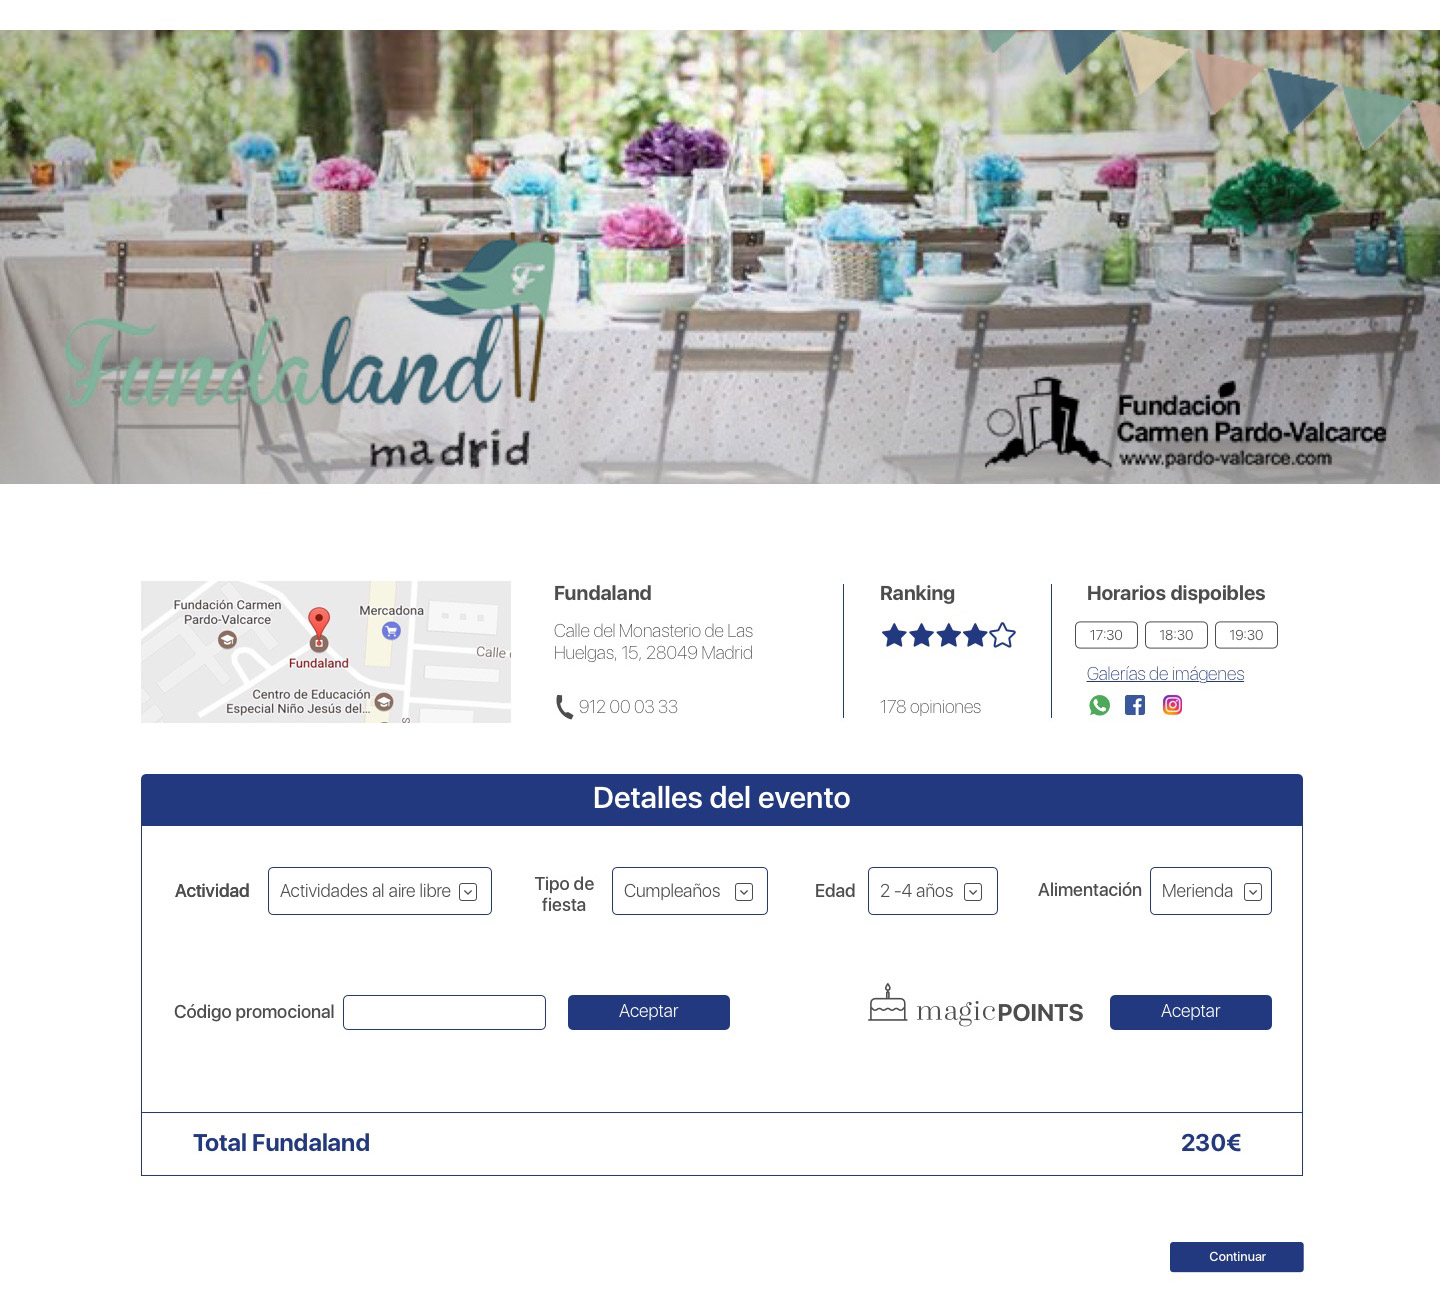 F
Fundaland
madrid
Fundación
Carmen Pardo-Valcarce
www.pardo-valcarce.com
Fundación Carmen
Pardo-Valcarce
Mercadona
Fundaland
Calle
Centro de Educación
Especial Niño Jesús del...
Fundaland
Calle del Monasterio de Las
Huelgas, 15, 28049 Madrid
912 00 03 33
Ranking
178 opiniones
Horarios dispoibles
17:30 18:30 19:30
Galerías de imágenes
Detalles del evento
Actividad Actividades al aire libre Tipo de
fiesta Cumpleaños Edad 2 -4 años Alimentación Merienda
Código promocional Aceptar magicPOINTS Aceptar
Total Fundaland 230€
Continuar